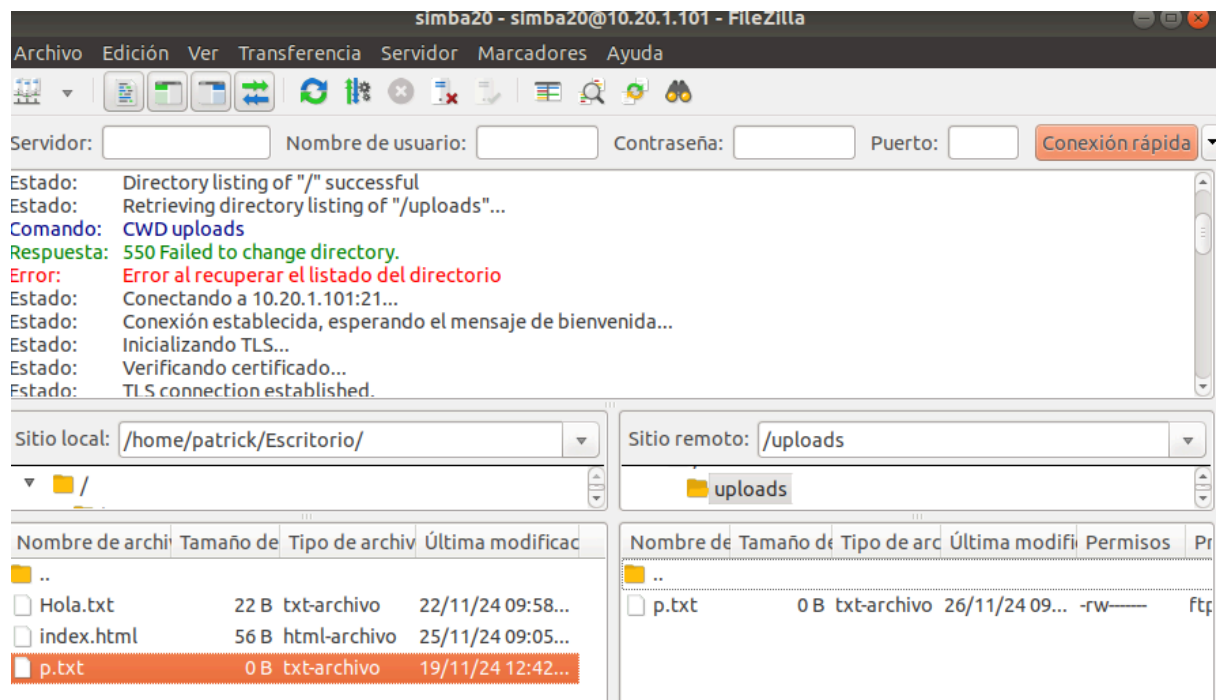 simba20 - simba20@10.20.1.101 - FileZilla
Archivo Edición Ver Transferencia Servidor Marcadores Ayuda
Servidor: Nombre de usuario: Contraseña: Puerto: Conexión rápida
Estado: Directory listing of "/" successful
Estado: Retrieving directory listing of "/uploads"...
Comando: CWD uploads
Respuesta: 550 Failed to change directory.
Error: Error al recuperar el listado del directorio
Estado: Conectando a 10.20.1.101:21...
Estado: Conexión establecida, esperando el mensaje de bienvenida...
Estado: Inicializando TLS...
Estado: Verificando certificado...
Estado: TLS connection established.
Sitio local: /home/patrick/Escritorio/ Sitio remoto: /uploads
/ uploads
Nombre de archi Tamaño de Tipo de archiv Última modificac Nombre de Tamaño de Tipo de arc Última modifi Permisos Pr
.. ..
Hola.txt 22 B txt-archivo 22/11/24 09:58... p.txt 0 B txt-archivo 26/11/24 09... -rw------- ftp
index.html 56 B html-archivo 25/11/24 09:05...
p.txt 0 B txt-archivo 19/11/24 12:42...